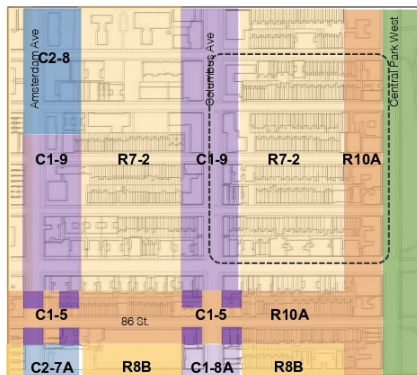 Amsterdam Ave
C2-8
Columbus Ave
Central Park West
C1-9
R7-2
C1-9
R7-2
R10A
C1-5
C1-5
R10A
86 St.
C2-7A
R8B
C1-8A
R8B